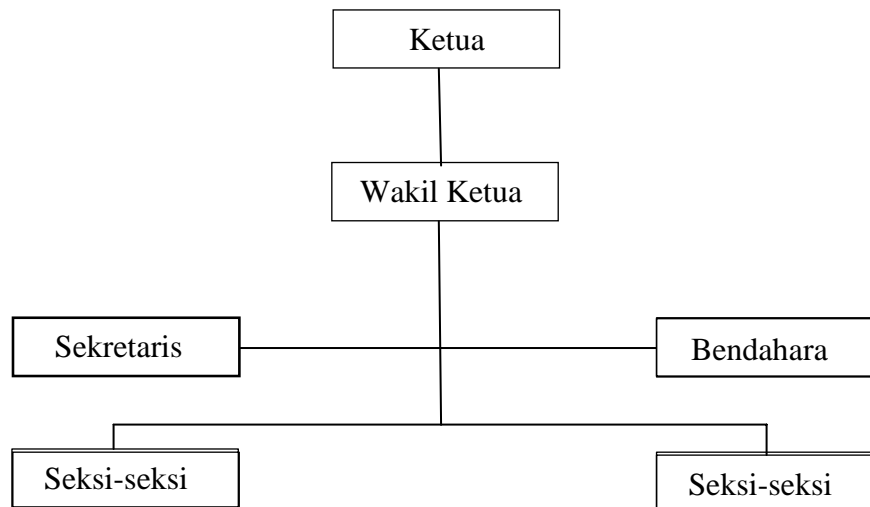 Ketua
Wakil Ketua
Sekretaris
Bendahara
Seksi-seksi
Seksi-seksi